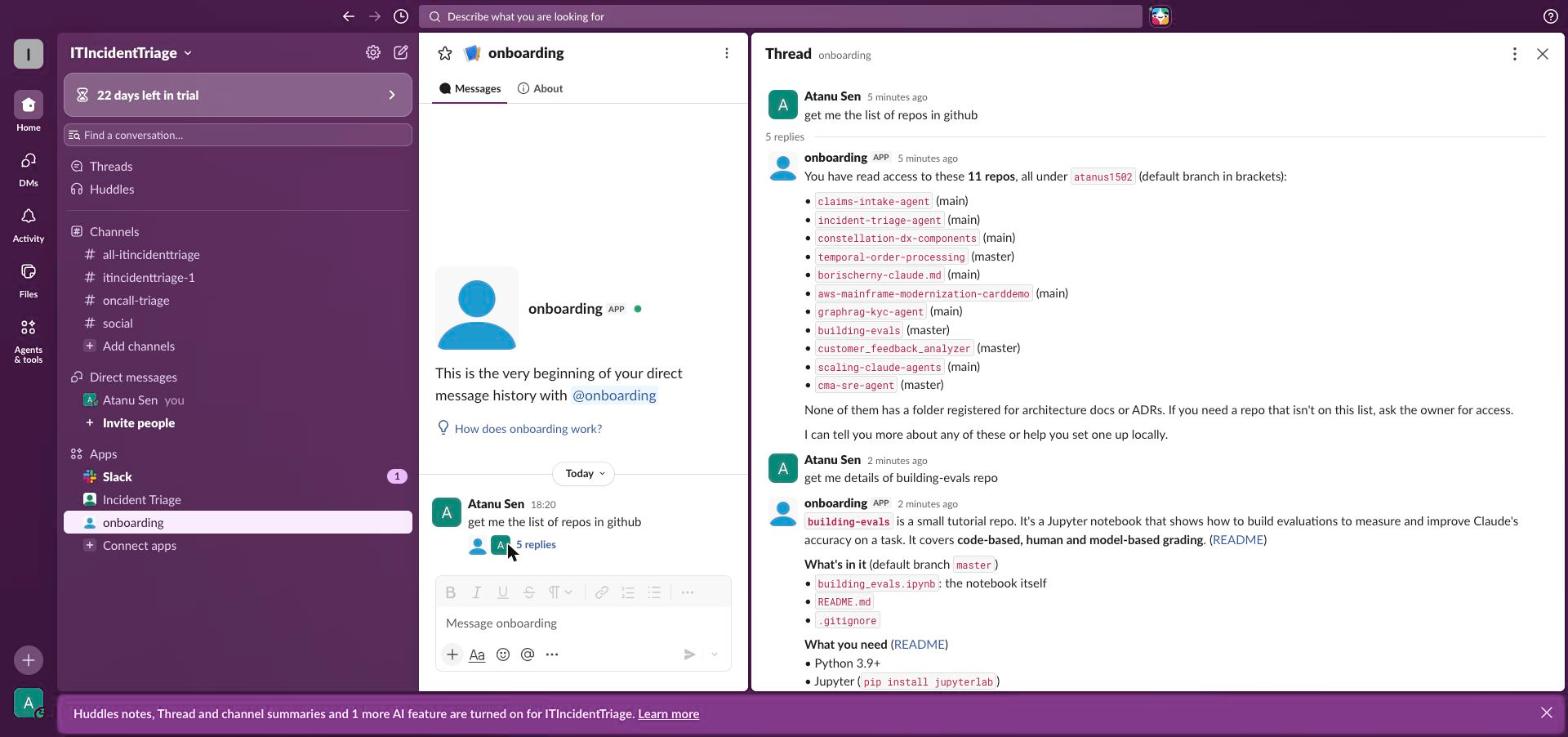 Describe what you are looking for
I
ITIncidentTriage
22 days left in trial
Find a conversation...
Home
DMs
Activity
Files
Agents
& tools
Threads
Huddles
Channels
# all-itincidenttriage
# itincidenttriage-1
# oncall-triage
# social
+ Add channels
Direct messages
A Atanu Sen you
+ Invite people
Apps
Slack 1
Incident Triage
onboarding
+ Connect apps
+
A
onboarding
Messages
About
onboarding APP
This is the very beginning of your direct
message history with @onboarding
How does onboarding work?
Today
A
Atanu Sen 18:20
get me the list of repos in github
A 5 replies
B I U S ¶
Message onboarding
+ Aa @
Thread onboarding
A
Atanu Sen 5 minutes ago
get me the list of repos in github
5 replies
onboarding APP 5 minutes ago
You have read access to these 11 repos, all under atanus1502 (default branch in brackets):
• claims-intake-agent (main)
• incident-triage-agent (main)
• constellation-dx-components (main)
• temporal-order-processing (master)
• borischerny-claude.md (main)
• aws-mainframe-modernization-carddemo (main)
• graphrag-kyc-agent (main)
• building-evals (master)
• customer_feedback_analyzer (master)
• scaling-claude-agents (main)
• cma-sre-agent (master)
None of them has a folder registered for architecture docs or ADRs. If you need a repo that isn't on this list, ask the owner for access.
I can tell you more about any of these or help you set one up locally.
A
Atanu Sen 2 minutes ago
get me details of building-evals repo
onboarding APP 2 minutes ago
building-evals is a small tutorial repo. It's a Jupyter notebook that shows how to build evaluations to measure and improve Claude's
accuracy on a task. It covers code-based, human and model-based grading. (README)
What's in it (default branch master)
• building_evals.ipynb: the notebook itself
• README.md
• .gitignore
What you need (README)
• Python 3.9+
• Jupyter (pip install jupyterlab)
Huddles notes, Thread and channel summaries and 1 more AI feature are turned on for ITIncidentTriage. Learn more